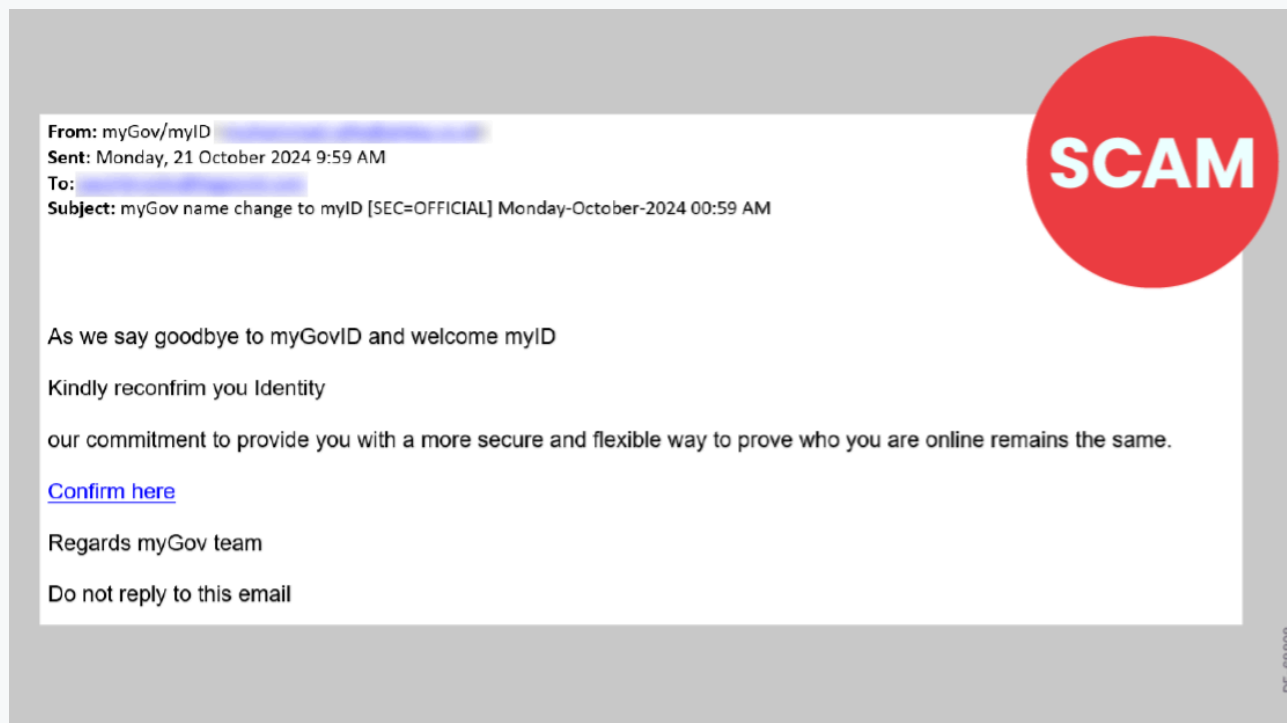 SCAM
From: myGov/myID
Sent: Monday, 21 October 2024 9:59 AM
To:
Subject: myGov name change to myID [SEC=OFFICIAL] Monday-October-2024 00:59 AM
As we say goodbye to myGovID and welcome myID
Kindly reconfrim you Identity
our commitment to provide you with a more secure and flexible way to prove who you are online remains the same.
Confirm here
Regards myGov team
Do not reply to this email